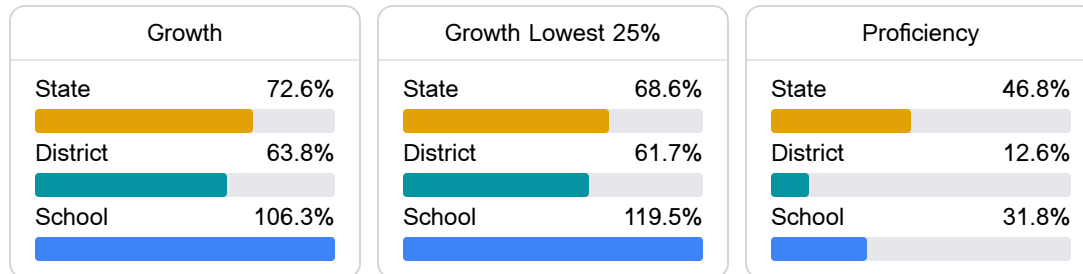 Growth
State 72.6%
District 63.8%
School 106.3%
Growth Lowest 25%
State 68.6%
District 61.7%
School 119.5%
Proficiency
State 46.8%
District 12.6%
School 31.8%